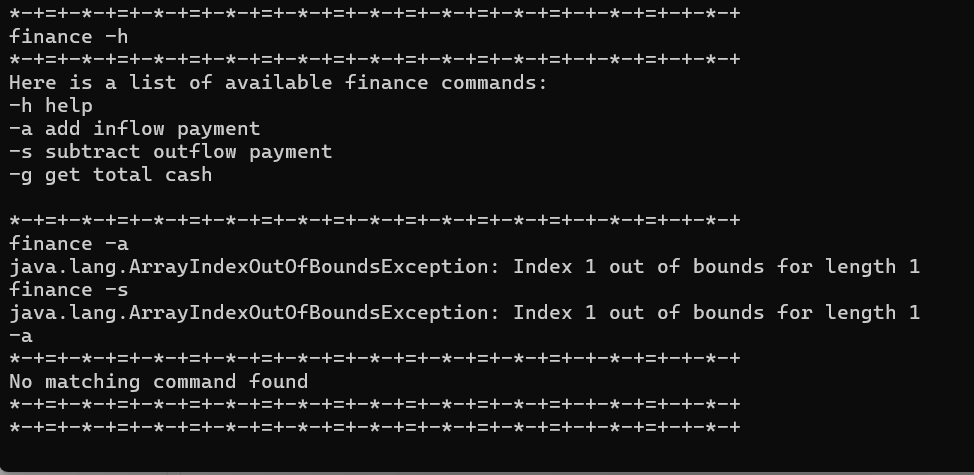 *-+=+-*-+=+-*-+=+-*-+=+-*-+=+-*-+=+-*-+=+-*-+=+-*-+=+-+-*-+
finance -h
*-+=+-*-+=+-*-+=+-*-+=+-*-+=+-*-+=+-*-+=+-*-+=+-*-+=+-+-*-+
Here is a list of available finance commands:
-h help
-a add inflow payment
-s subtract outflow payment
-g get total cash
*-+=+-*-+=+-*-+=+-*-+=+-*-+=+-*-+=+-*-+=+-*-+=+-*-+=+-+-*-+
finance -a
java.lang.ArrayIndexOutOfBoundsException: Index 1 out of bounds for length 1
finance -s
java.lang.ArrayIndexOutOfBoundsException: Index 1 out of bounds for length 1
-a
*-+=+-*-+=+-*-+=+-*-+=+-*-+=+-*-+=+-*-+=+-*-+=+-*-+=+-+-*-+
No matching command found
*-+=+-*-+=+-*-+=+-*-+=+-*-+=+-*-+=+-*-+=+-*-+=+-*-+=+-+-*-+
*-+=+-*-+=+-*-+=+-*-+=+-*-+=+-*-+=+-*-+=+-*-+=+-*-+=+-+-*-+